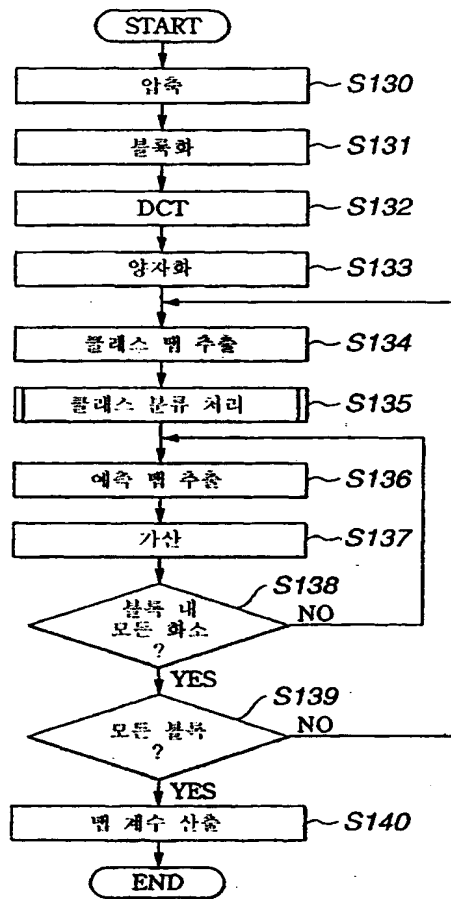 START
압축
S130
블록화
S131
DCT
S132
양자화
S133
클래스 탭 추출
S134
클래스 분류 처리
S135
예측 탭 추출
S136
가산
S137
블록 내
모든 화소
?
S138
NO
YES
모든 블록
?
S139
NO
YES
탭 계수 산출
S140
END